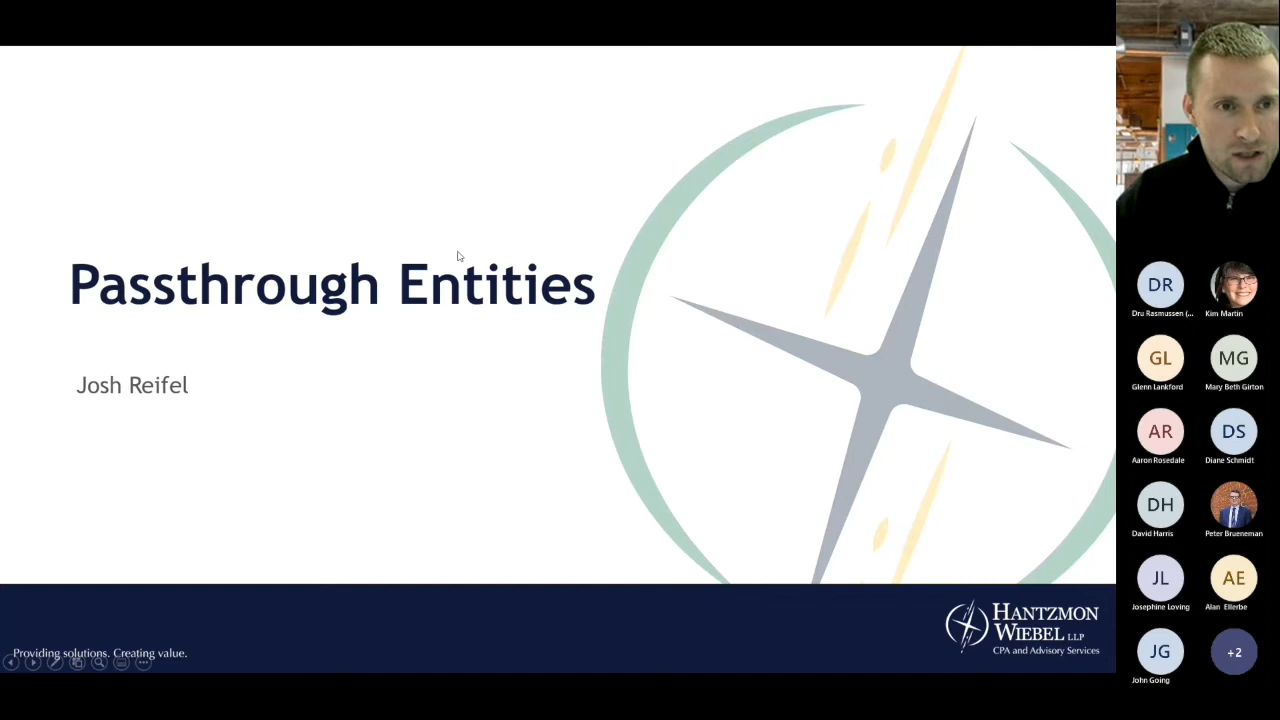 Passthrough Entities
Josh Reifel
Providing solutions. Creating value.
HANTZMON
WIEBEL LLP
CPA and Advisory Services
DR
Dru Rasmussen (...
Kim Martin
GL
Glenn Lankford
MG
Mary Beth Girton
AR
Aaron Rosedale
DS
Diane Schmidt
DH
David Harris
Peter Brueneman
JL
Josephine Loving
AE
Alan Ellerbe
JG
John Going
+2